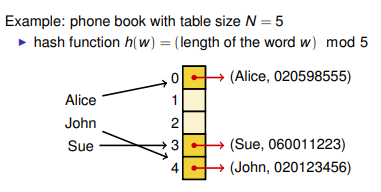 Example: phone book with table size N = 5
► hash function h(w) = (length of the word w) mod 5
0 (Alice, 020598555)
Alice 1
John 2
Sue 3 (Sue, 060011223)
4 (John, 020123456)